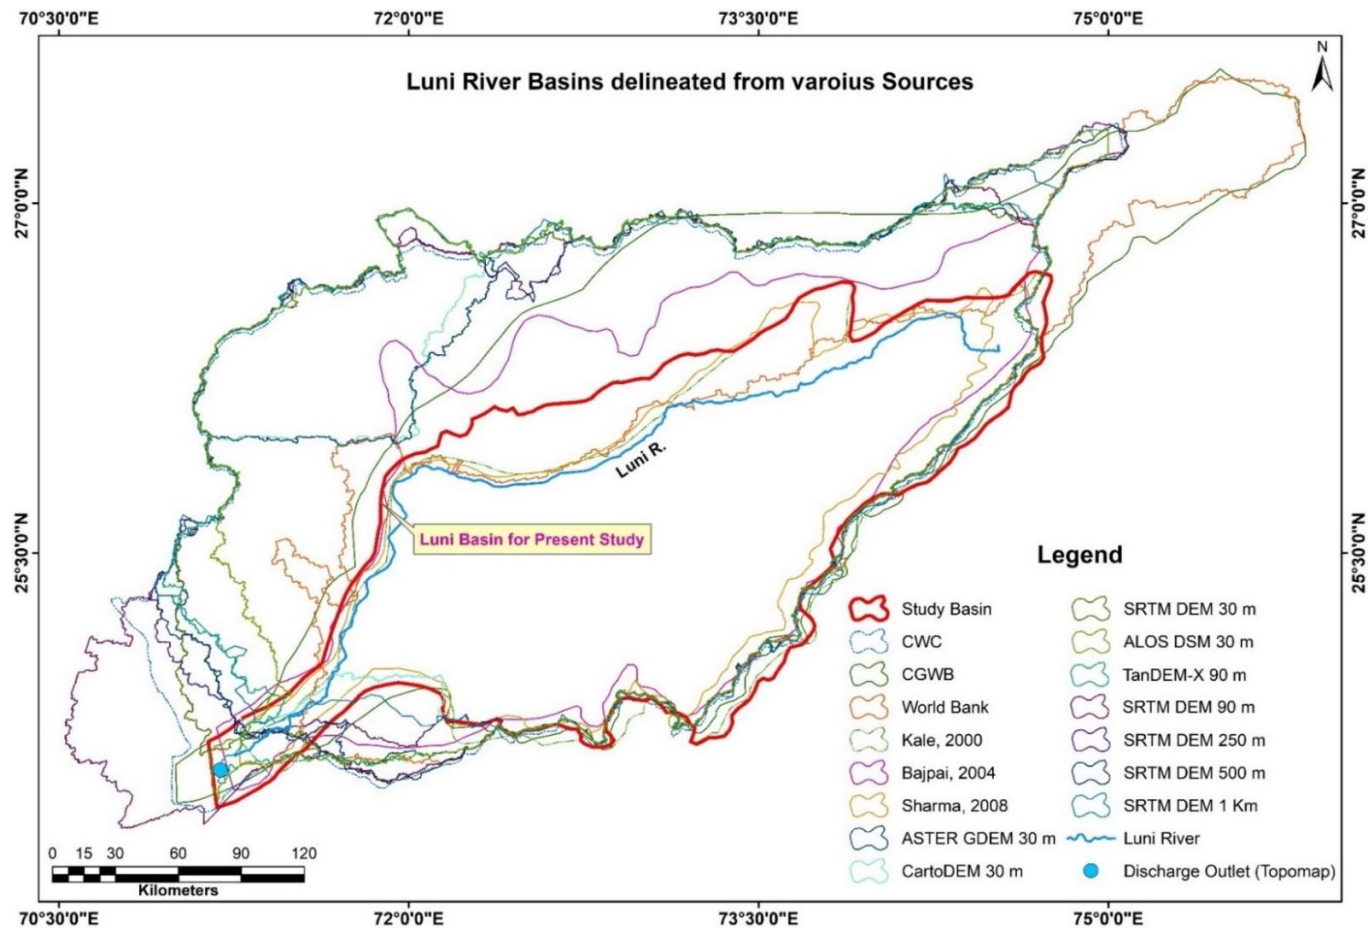 70°30'0"E 72°0'0"E 73°30'0"E 75°0'0"E
N
Luni River Basins delineated from varoius Sources
27°0'0"N
27°0'0"N
Luni R.
25°30'0"N
25°30'0"N
Luni Basin for Present Study
Legend
Study Basin
CWC
CGWB
World Bank
Kale, 2000
Bajpai, 2004
Sharma, 2008
ASTER GDEM 30 m
CartoDEM 30 m
SRTM DEM 30 m
ALOS DSM 30 m
TanDEM-X 90 m
SRTM DEM 90 m
SRTM DEM 250 m
SRTM DEM 500 m
SRTM DEM 1 Km
Luni River
Discharge Outlet (Topomap)
0 15 30 60 90 120
Kilometers
70°30'0"E 72°0'0"E 73°30'0"E 75°0'0"E